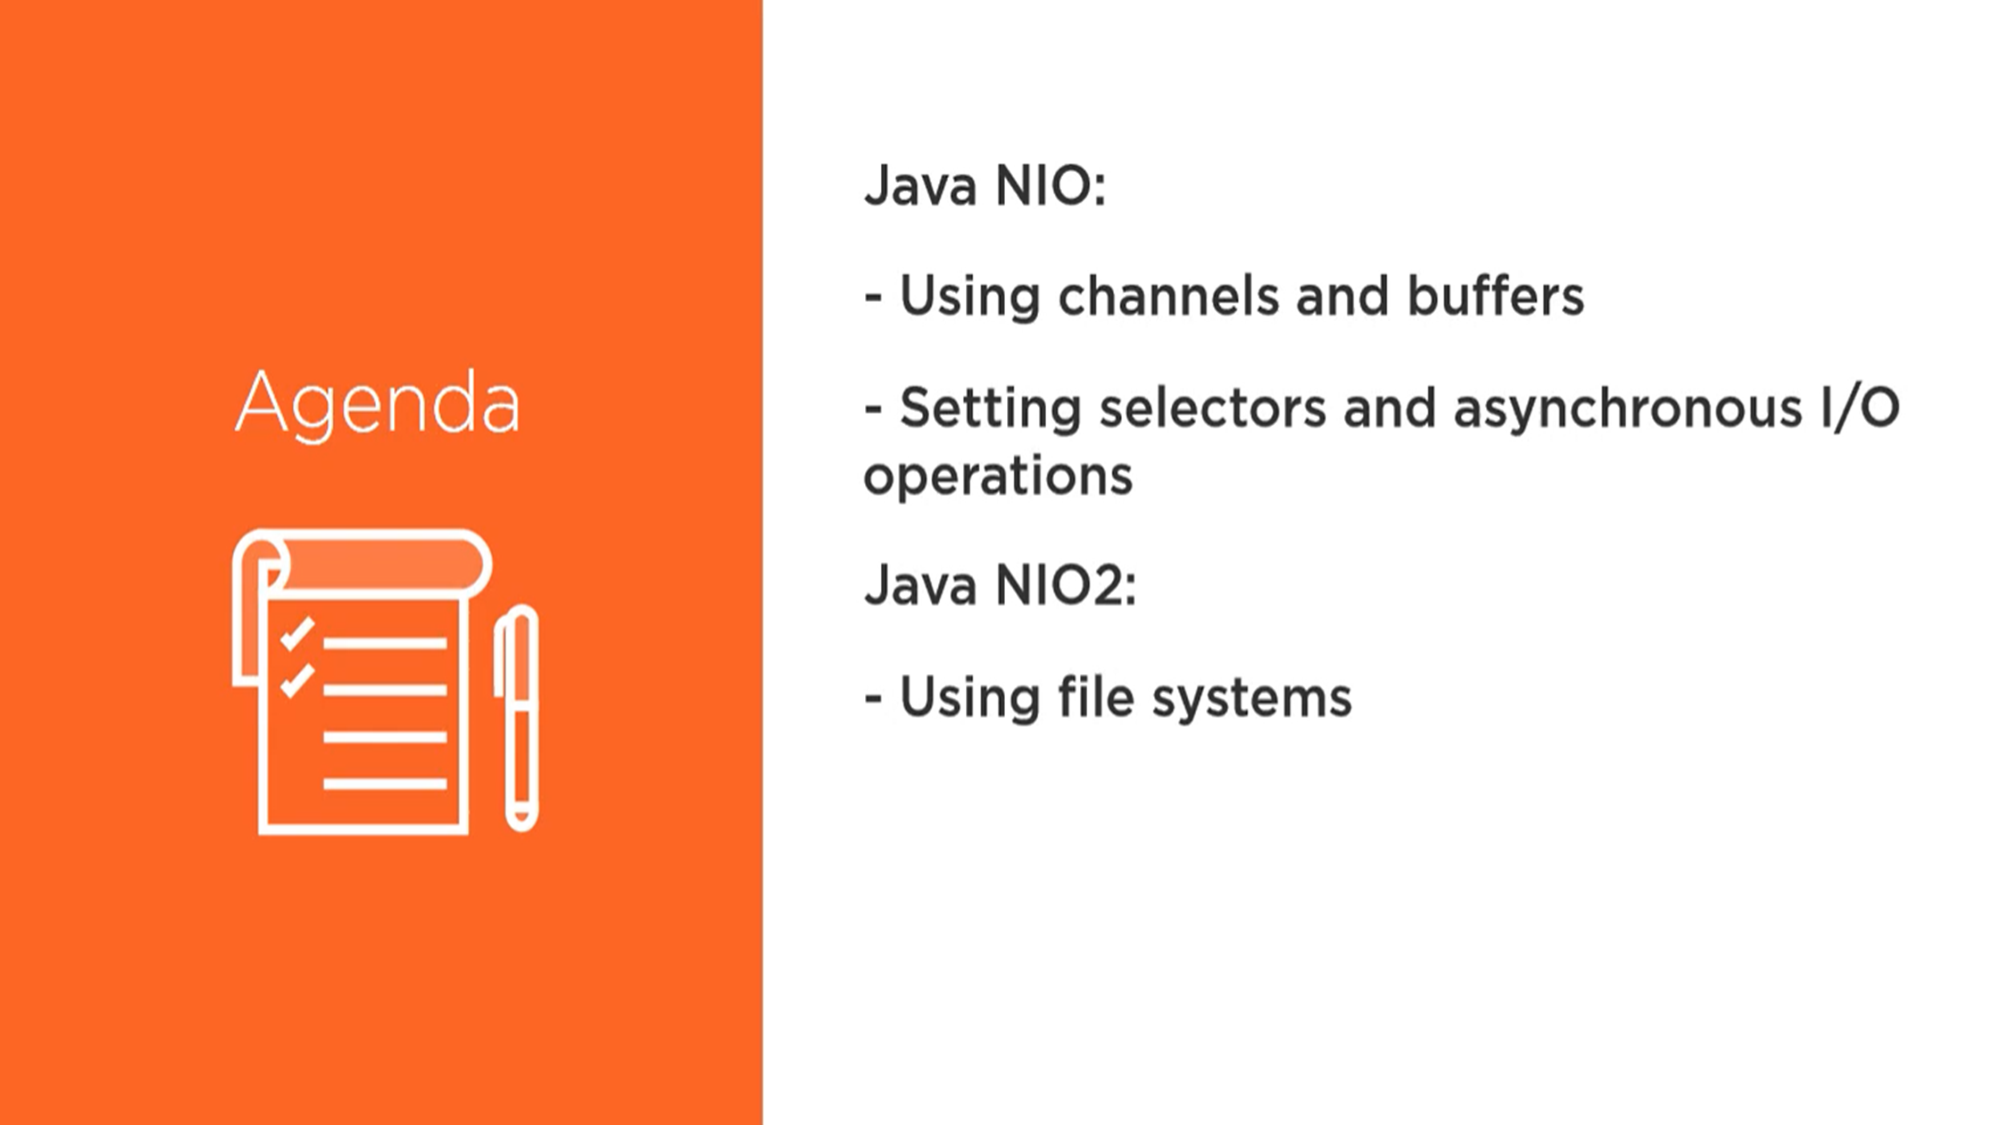 Agenda
Java NIO:
- Using channels and buffers
- Setting selectors and asynchronous I/O
operations
Java NIO2:
- Using file systems